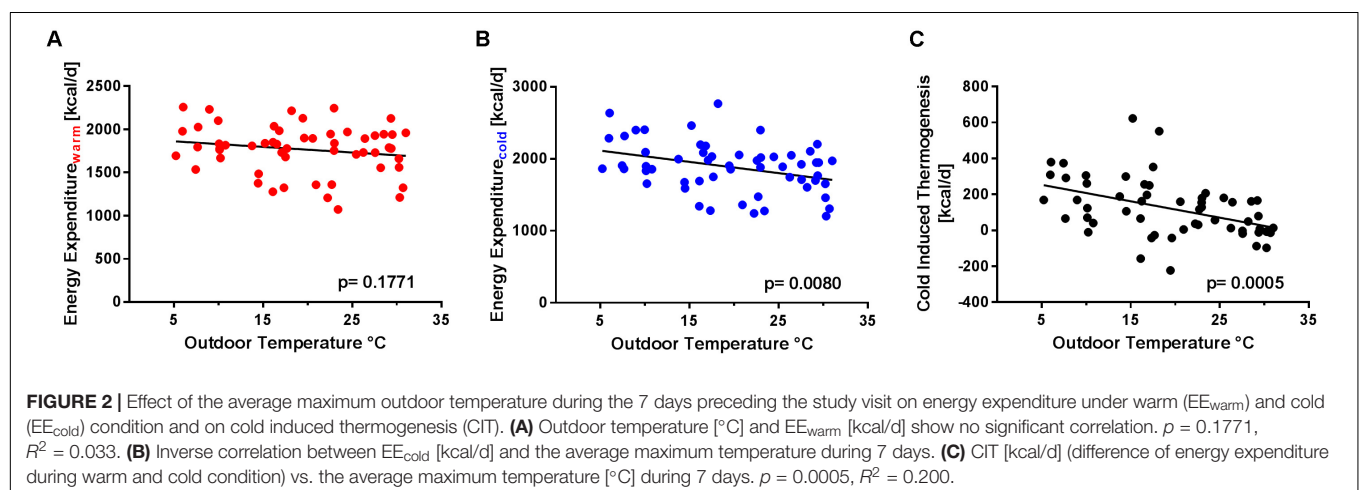 A
B
C
Energy Expenditurewarm [kcal/d]
2500
2000
1500
1000
500
0
5
15
25
35
p= 0.1771
Outdoor Temperature °C
Energy Expenditurecold [kcal/d]
3000
2000
1000
0
5
15
25
35
p= 0.0080
Outdoor Temperature °C
Cold Induced Thermogenesis
[kcal/d]
800
600
400
200
0
-200
-400
5
15
25
35
p= 0.0005
Outdoor Temperature °C
FIGURE 2 | Effect of the average maximum outdoor temperature during the 7 days preceding the study visit on energy expenditure under warm (EEwarm) and cold
(EEcold) condition and on cold induced thermogenesis (CIT). (A) Outdoor temperature [°C] and EEwarm [kcal/d] show no significant correlation. p = 0.1771,
R² = 0.033. (B) Inverse correlation between EEcold [kcal/d] and the average maximum temperature during 7 days. (C) CIT [kcal/d] (difference of energy expenditure
during warm and cold condition) vs. the average maximum temperature [°C] during 7 days. p = 0.0005, R² = 0.200.